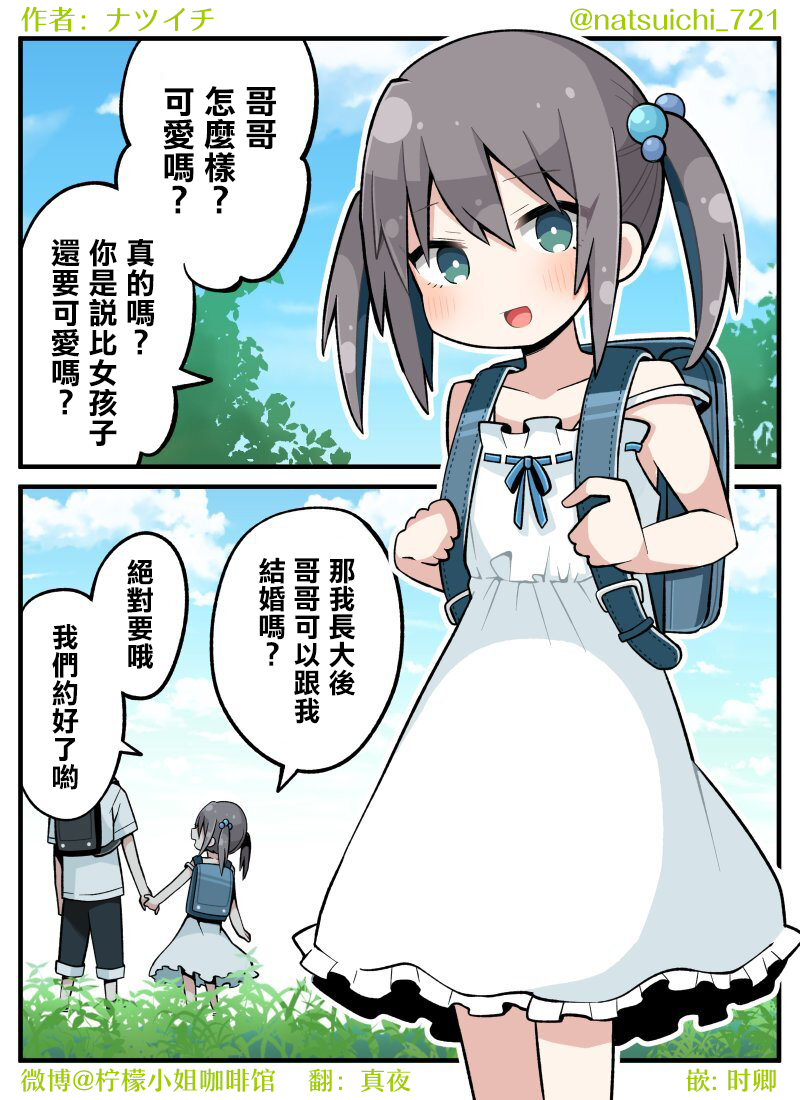 作者：ナツイチ
@natsuichi_721
哥哥
怎麼樣？
可愛嗎？
真的嗎？
你是説比女孩子
還要可愛嗎？
那我長大後
哥哥可以跟我
結婚嗎？
絕對要哦
我們約好了喲
微博@柠檬小姐咖啡馆
翻：真夜
嵌：时卿